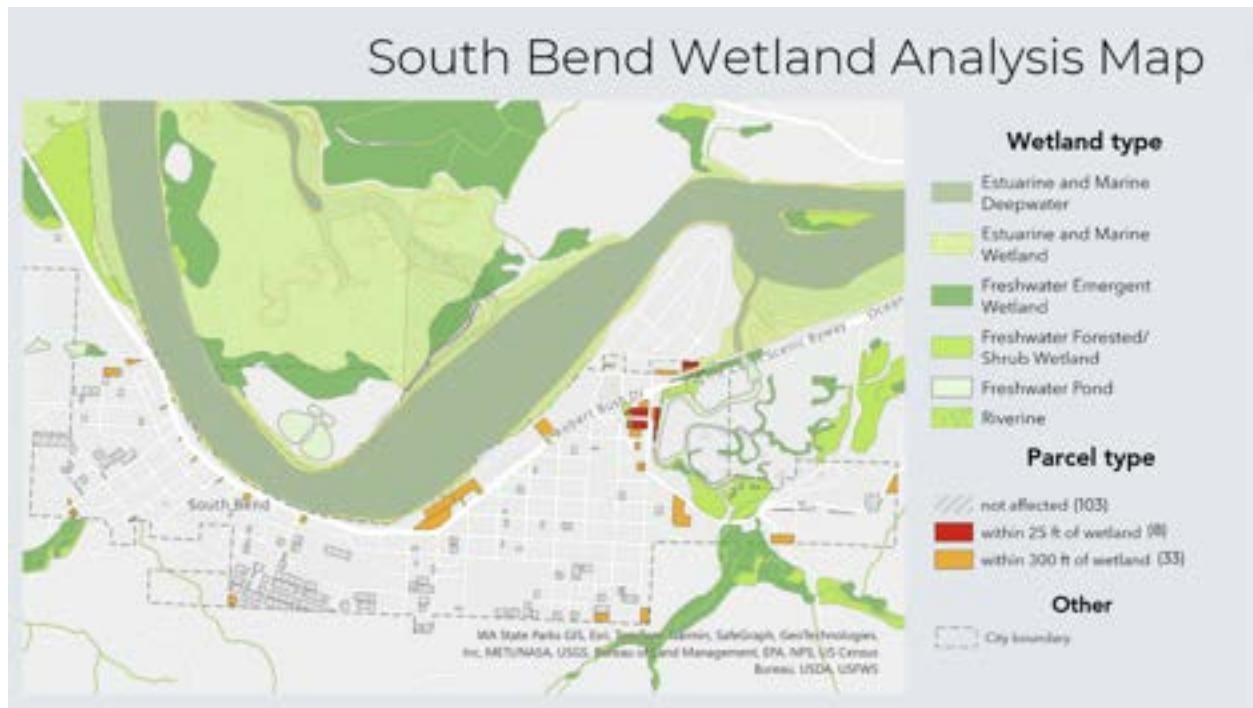 South Bend Wetland Analysis Map
Wetland type
Estuarine and Marine
Deepwater
Estuarine and Marine
Wetland
Freshwater Emergent
Wetland
Freshwater Forested/
Shrub Wetland
Freshwater Pond
Riverine
Parcel type
not affected (103)
within 25 ft of wetland (8)
within 300 ft of wetland (33)
Other
City boundary
Ocean
Scenic Byway
Robert Bush Dr
South Bend
WA State Parks GIS, Esri, TomTom, Garmin, SafeGraph, GeoTechnologies,
Inc, METI/NASA, USGS, Bureau of Land Management, EPA, NPS, US Census
Bureau, USDA, USFWS